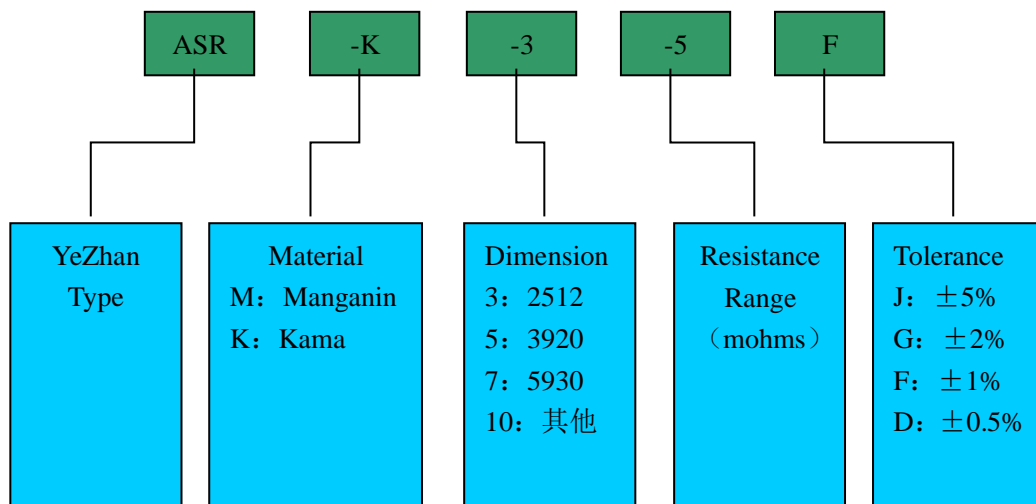 ASR
-K
-3
-5
F
YeZhan
Type
Material
M：Manganin
K：Kama
Dimension
3：2512
5：3920
7：5930
10：其他
Resistance
Range
（mohms）
Tolerance
J：±5%
G：±2%
F：±1%
D：±0.5%